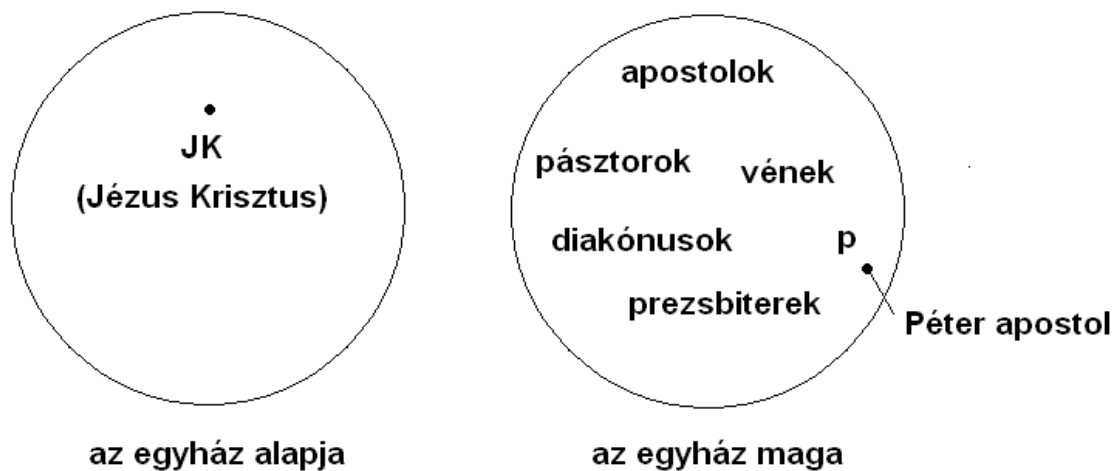 JK
(Jézus Krisztus)
az egyház alapja
apostolok
pásztorok
vének
diakónusok
p
prezsbiterek
Péter apostol
az egyház maga